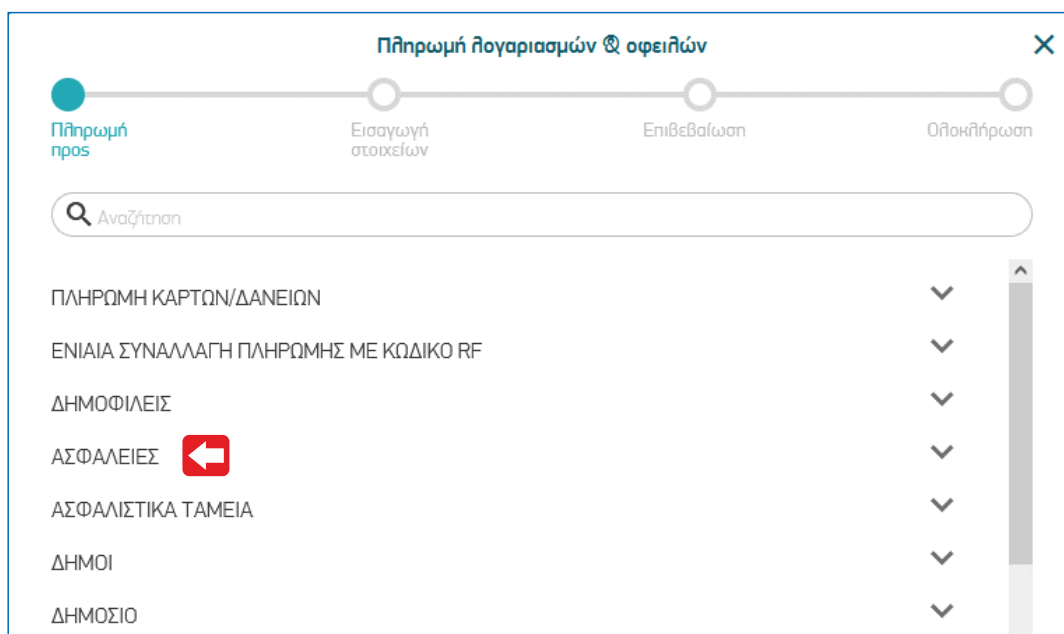 Πληρωμή λογαριασμών & οφειλών
Πληρωμή
προς
Εισαγωγή
στοιχείων
Επιβεβαίωση
Ολοκλήρωση
Αναζήτηση
ΠΛΗΡΩΜΗ ΚΑΡΤΩΝ/ΔΑΝΕΙΩΝ
ΕΝΙΑΙΑ ΣΥΝΑΛΛΑΓΗ ΠΛΗΡΩΜΗΣ ΜΕ ΚΩΔΙΚΟ RF
ΔΗΜΟΦΙΛΕΙΣ
ΑΣΦΑΛΕΙΕΣ
ΑΣΦΑΛΙΣΤΙΚΑ ΤΑΜΕΙΑ
ΔΗΜΟΙ
ΔΗΜΟΣΙΟ